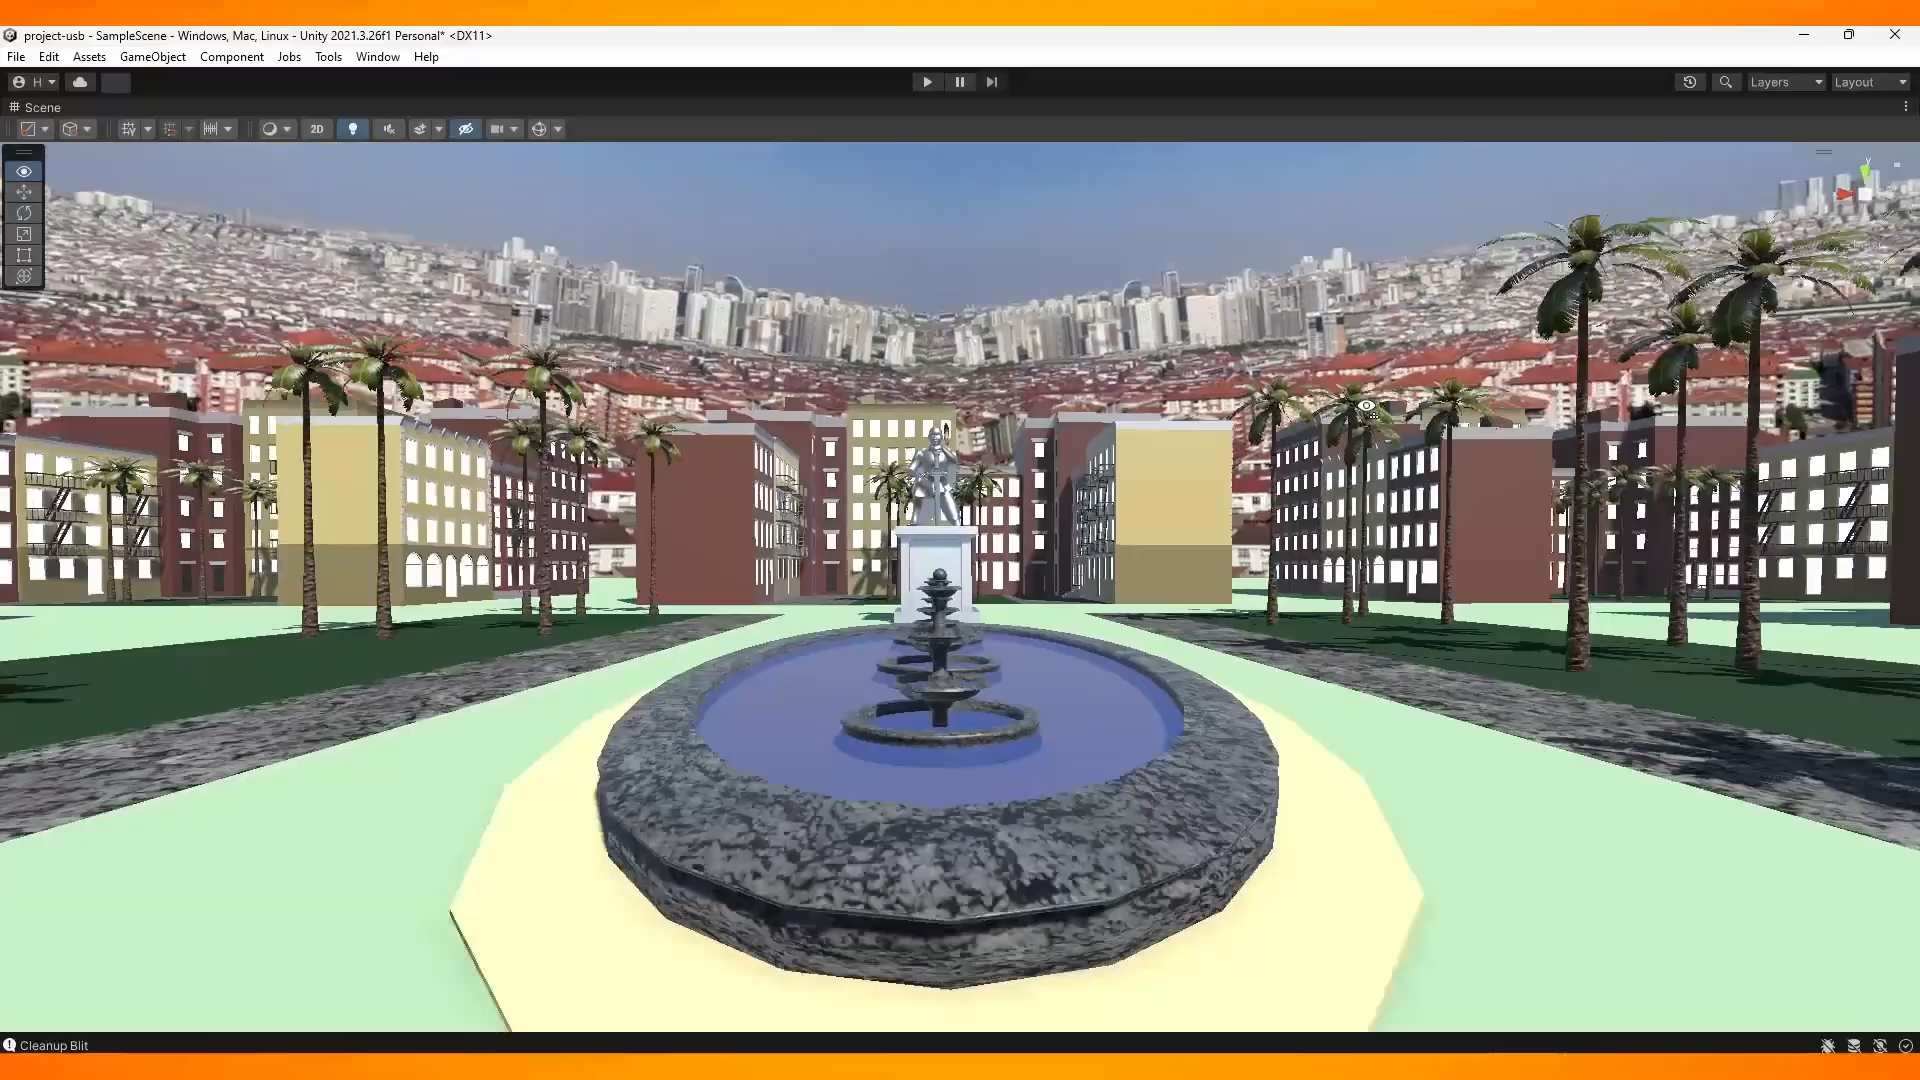 project-usb - SampleScene - Windows, Mac, Linux - Unity 2021.3.26f1 Personal* <DX11>
File Edit Assets GameObject Component Jobs Tools Window Help
H Layers Layout
Scene
2D
y
Cleanup Blit